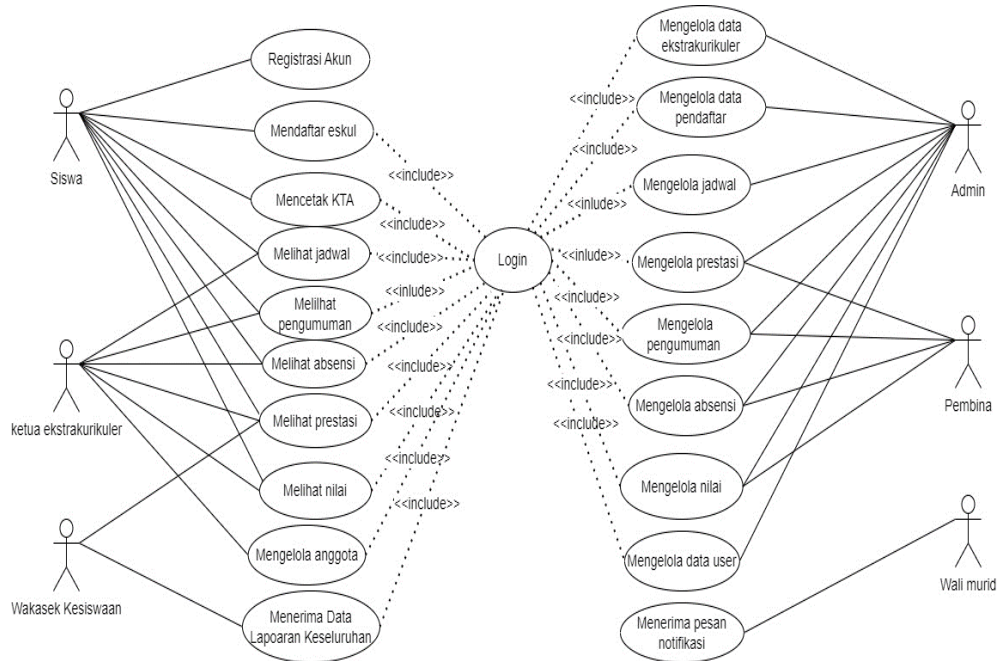 Registrasi Akun
Mendaftar eskul
Mencetak KTA
Melihat jadwal
Melilhat
pengumuman
Melihat absensi
Melihat prestasi
Melihat nilai
Mengelola anggota
Menerima Data
Lapoaran Keseluruhan
Siswa
ketua ekstrakurikuler
Wakasek Kesiswaan
<<include>>
<<include>>
<<include>>
<<inlude>>
<<include>>
<<include>>
<<include>>
<<include>>
<<include>>
Login
<<include>>
<<include>>
<<inlude>>
<<inlude>>
<<include>>
<<include>>
<<include>>
<<include>>
Mengelola data
ekstrakurikuler
Mengelola data
pendaftar
Mengelola jadwal
Mengelola prestasi
Mengelola
pengumuman
Mengelola absensi
Mengelola nilai
Mengelola data user
Menerima pesan
notifikasi
Admin
Pembina
Wali murid